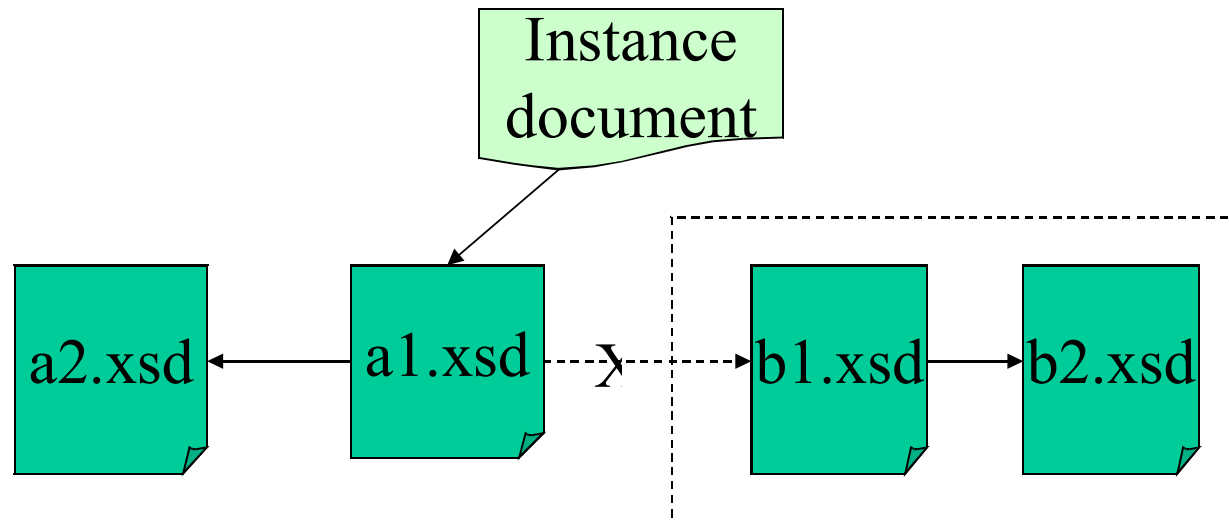 Instance
document
a2.xsd
a1.xsd
X
b1.xsd
b2.xsd